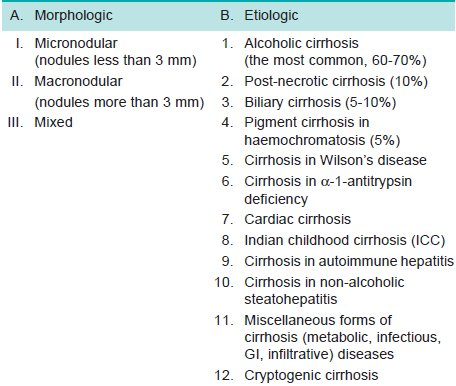 A. Morphologic
I. Micronodular
(nodules less than 3 mm)
II. Macronodular
(nodules more than 3 mm)
III. Mixed
B. Etiologic
1. Alcoholic cirrhosis
(the most common, 60-70%)
2. Post-necrotic cirrhosis (10%)
3. Biliary cirrhosis (5-10%)
4. Pigment cirrhosis in
haemochromatosis (5%)
5. Cirrhosis in Wilson's disease
6. Cirrhosis in α-1-antitrypsin
deficiency
7. Cardiac cirrhosis
8. Indian childhood cirrhosis (ICC)
9. Cirrhosis in autoimmune hepatitis
10. Cirrhosis in non-alcoholic
steatohepatitis
11. Miscellaneous forms of
cirrhosis (metabolic, infectious,
GI, infiltrative) diseases
12. Cryptogenic cirrhosis